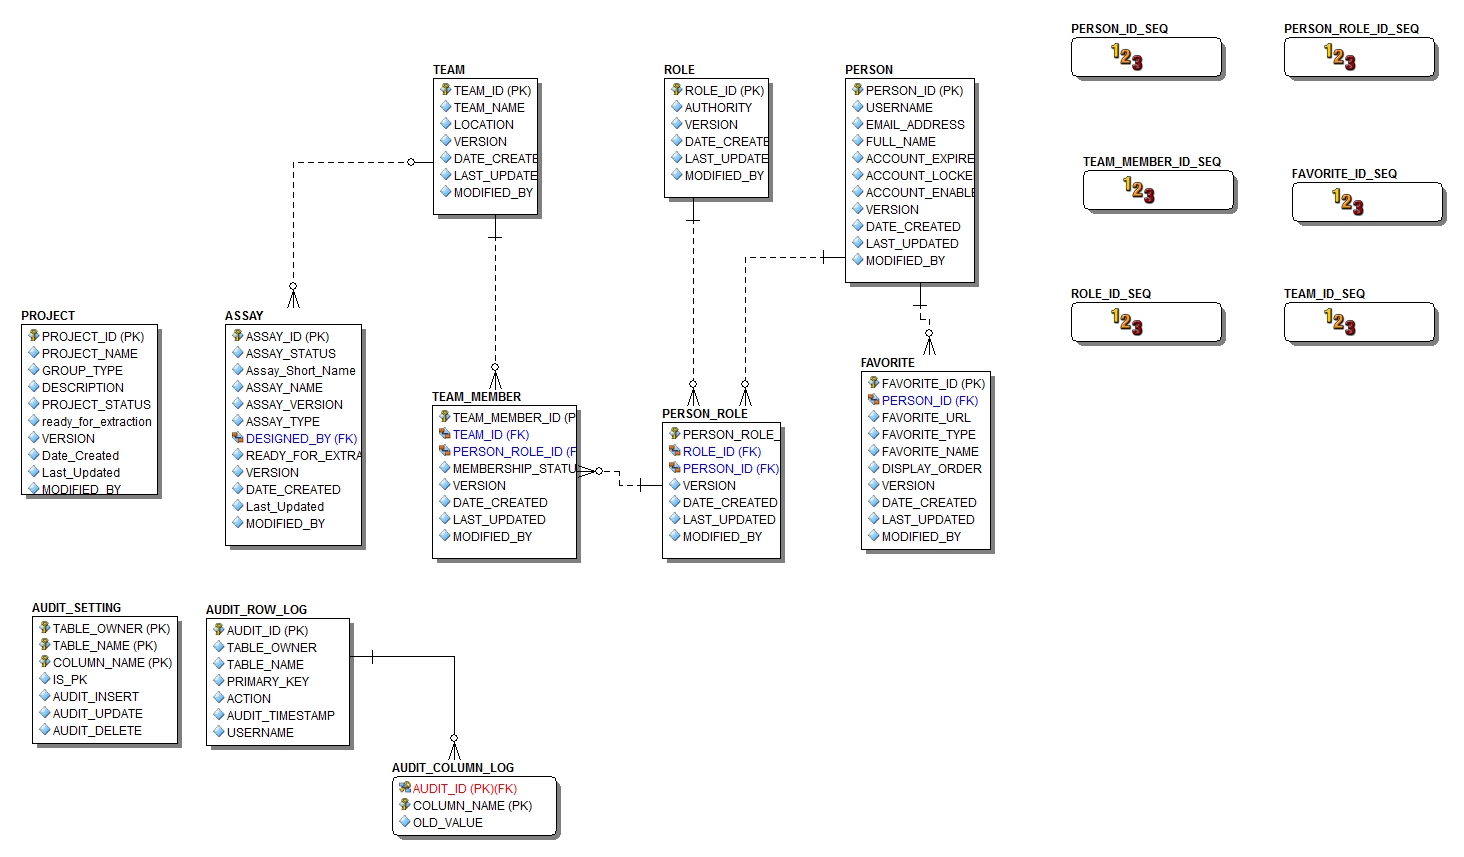 TEAM
TEAM_ID (PK)
TEAM_NAME
LOCATION
VERSION
DATE_CREATE
LAST_UPDATE
MODIFIED_BY
ROLE
ROLE_ID (PK)
AUTHORITY
VERSION
DATE_CREATE
LAST_UPDATE
MODIFIED_BY
PERSON
PERSON_ID (PK)
USERNAME
EMAIL_ADDRESS
FULL_NAME
ACCOUNT_EXPIRE
ACCOUNT_LOCKE
ACCOUNT_ENABLE
VERSION
DATE_CREATED
LAST_UPDATED
MODIFIED_BY
PERSON_ID_SEQ
123
PERSON_ROLE_ID_SEQ
123
TEAM_MEMBER_ID_SEQ
123
FAVORITE_ID_SEQ
123
ROLE_ID_SEQ
123
TEAM_ID_SEQ
123
PROJECT
PROJECT_ID (PK)
PROJECT_NAME
GROUP_TYPE
DESCRIPTION
PROJECT_STATUS
ready_for_extraction
VERSION
Date_Created
Last_Updated
MODIFIED_BY
ASSAY
ASSAY_ID (PK)
ASSAY_STATUS
Assay_Short_Name
ASSAY_NAME
ASSAY_VERSION
ASSAY_TYPE
DESIGNED_BY (FK)
READY_FOR_EXTRA
VERSION
DATE_CREATED
Last_Updated
MODIFIED_BY
TEAM_MEMBER
TEAM_MEMBER_ID (P
TEAM_ID (FK)
PERSON_ROLE_ID (F
MEMBERSHIP_STATU
VERSION
DATE_CREATED
LAST_UPDATED
MODIFIED_BY
PERSON_ROLE
PERSON_ROLE_
ROLE_ID (FK)
PERSON_ID (FK)
VERSION
DATE_CREATED
LAST_UPDATED
MODIFIED_BY
FAVORITE
FAVORITE_ID (PK)
PERSON_ID (FK)
FAVORITE_URL
FAVORITE_TYPE
FAVORITE_NAME
DISPLAY_ORDER
VERSION
DATE_CREATED
LAST_UPDATED
MODIFIED_BY
AUDIT_SETTING
TABLE_OWNER (PK)
TABLE_NAME (PK)
COLUMN_NAME (PK)
IS_PK
AUDIT_INSERT
AUDIT_UPDATE
AUDIT_DELETE
AUDIT_ROW_LOG
AUDIT_ID (PK)
TABLE_OWNER
TABLE_NAME
PRIMARY_KEY
ACTION
AUDIT_TIMESTAMP
USERNAME
AUDIT_COLUMN_LOG
AUDIT_ID (PK)(FK)
COLUMN_NAME (PK)
OLD_VALUE